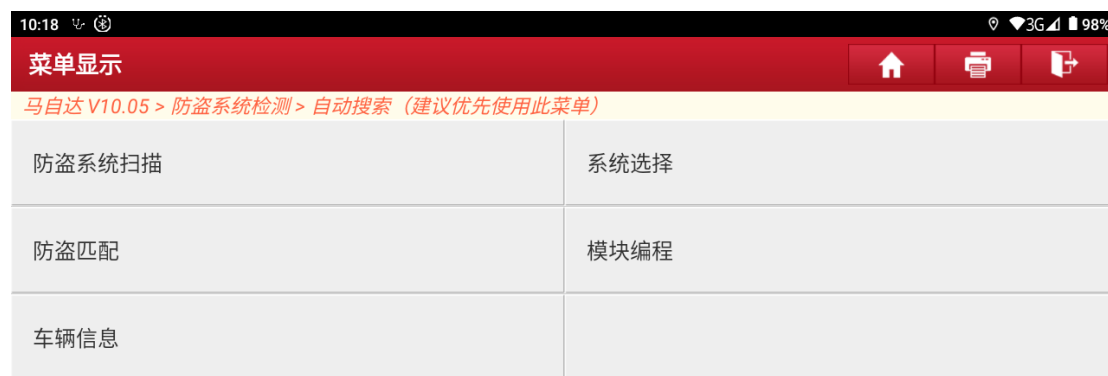 10:18 3G 98%
菜单显示
马自达 V10.05 > 防盗系统检测 > 自动搜索（建议优先使用此菜单）
防盗系统扫描 系统选择
防盗匹配 模块编程
车辆信息